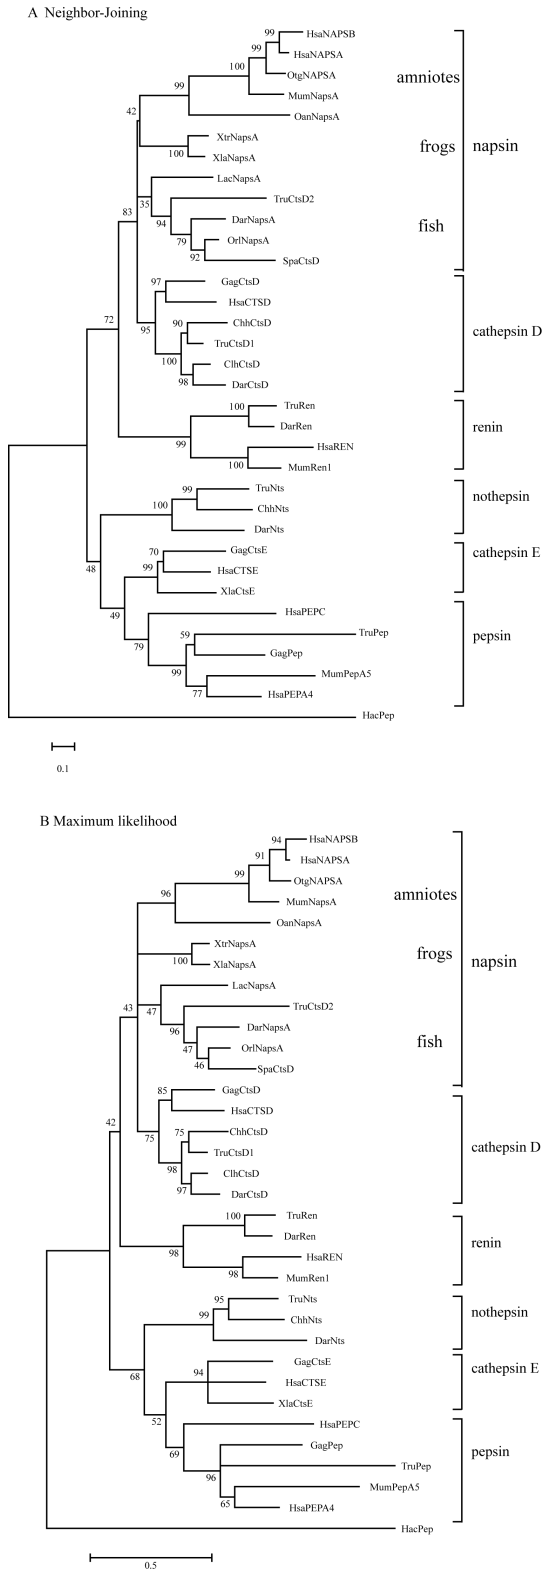 A Neighbor-Joining
HsaNAPSB
99
99
HsaNAPSA
100
OtgNAPSA
amniotes
99
MumNapsA
42
OanNapsA
XtrNapsA
frogs
napsin
100
XlaNapsA
LacNapsA
35
TruCtsD2
83
94
DarNapsA
fish
79
OrlNapsA
92
SpaCtsD
97
GagCtsD
HsaCTSD
72
90
ChhCtsD
95
cathepsin D
TruCtsD1
100
ClhCtsD
98
DarCtsD
100
TruRen
DarRen
renin
99
HsaREN
100
MumRen1
99
TruNts
nothepsin
100
ChhNts
DarNts
70
GagCtsE
cathepsin E
48
99
HsaCTSE
XlaCtsE
49
HsaPEPC
59
TruPep
pepsin
79
GagPep
99
MumPepA5
77
HsaPEPA4
HacPep
0.1
B Maximum likelihood
94
HsaNAPSB
91
HsaNAPSA
99
OtgNAPSA
96
amniotes
MumNapsA
OanNapsA
XtrNapsA
frogs
napsin
100
XlaNapsA
LacNapsA
43
47
TruCtsD2
96
DarNapsA
fish
47
OrlNapsA
46
SpaCtsD
85
GagCtsD
HsaCTSD
42
75
75
ChhCtsD
cathepsin D
TruCtsD1
98
ClhCtsD
97
DarCtsD
100
TruRen
DarRen
renin
98
HsaREN
98
MumRen1
95
TruNts
nothepsin
99
ChhNts
DarNts
GagCtsE
cathepsin E
68
94
HsaCTSE
XlaCtsE
52
HsaPEPC
69
GagPep
pepsin
96
TruPep
MumPepA5
65
HsaPEPA4
HacPep
0.5